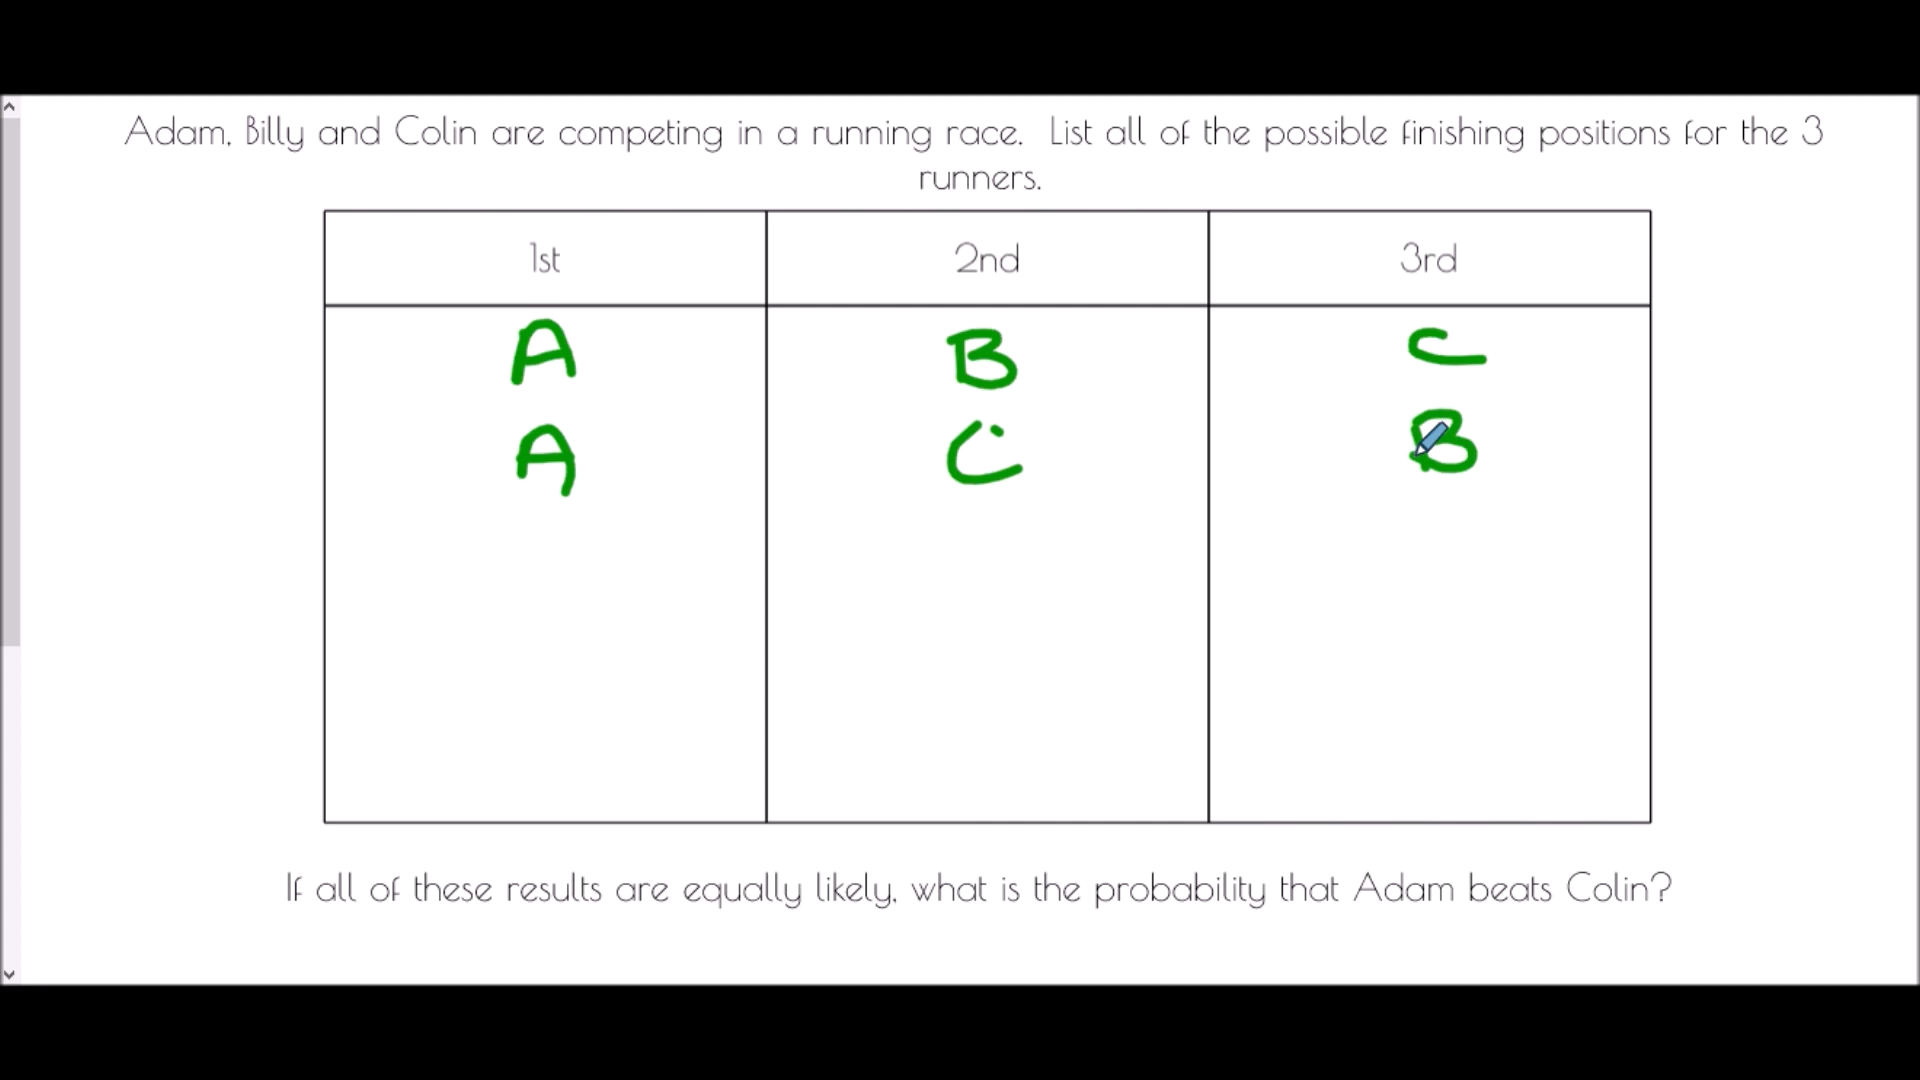 Adam, Billy and Colin are competing in a running race. List all of the possible finishing positions for the 3
runners.
1st 2nd 3rd
A B C
A C B
If all of these results are equally likely, what is the probability that Adam beats Colin?